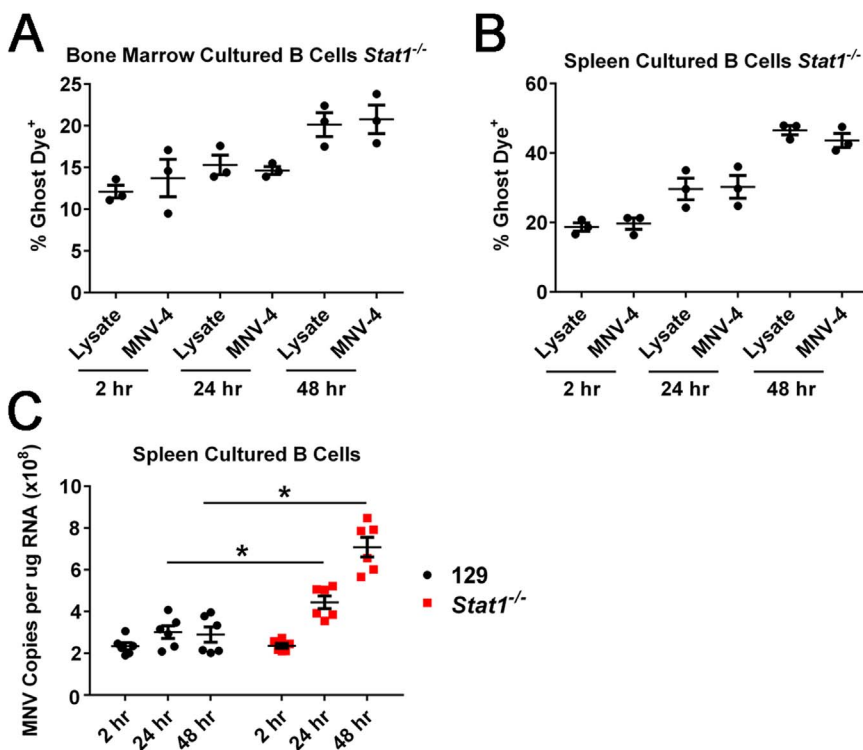 A
Bone Marrow Cultured B Cells Stat1-/-
% Ghost Dye+
25
20
15
10
5
0
Lysate
MNV-4
Lysate
MNV-4
Lysate
MNV-4
2 hr
24 hr
48 hr
B
Spleen Cultured B Cells Stat1-/-
% Ghost Dye+
60
40
20
0
Lysate
MNV-4
Lysate
MNV-4
Lysate
MNV-4
2 hr
24 hr
48 hr
C
Spleen Cultured B Cells
MNV Copies per ug RNA (x10⁸)
10
8
6
4
2
0
*
*
2 hr
24 hr
48 hr
2 hr
24 hr
48 hr
129
Stat1-/-